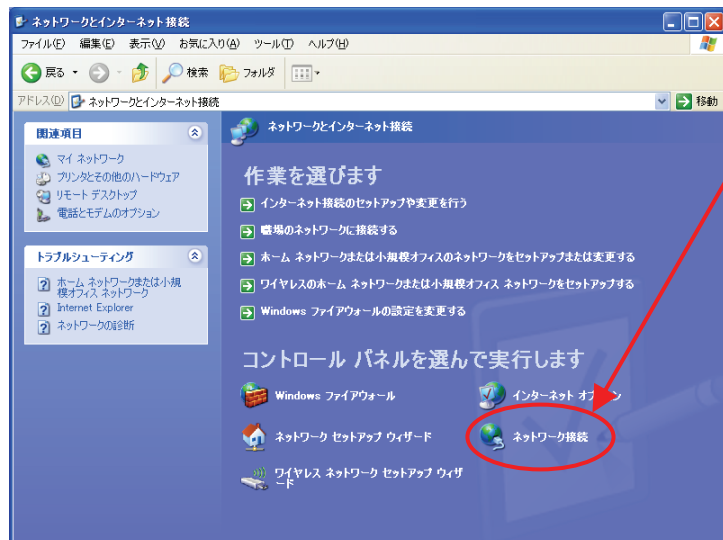 ネットワークとインターネット接続
ファイル(F) 編集(E) 表示(V) お気に入り(A) ツール(T) ヘルプ(H)
戻る 検索 フォルダ
アドレス(D) ネットワークとインターネット接続 移動
関連項目
マイ ネットワーク
プリンタとその他のハードウェア
リモート デスクトップ
電話とモデムのオプション
トラブルシューティング
ホーム ネットワークまたは小規
模オフィス ネットワーク
Internet Explorer
ネットワークの診断
ネットワークとインターネット接続
作業を選びます
インターネット接続のセットアップや変更を行う
職場のネットワークに接続する
ホーム ネットワークまたは小規模オフィスのネットワークをセットアップまたは変更する
ワイヤレスのホーム ネットワークまたは小規模オフィス ネットワークをセットアップする
Windows ファイアウォールの設定を変更する
コントロール パネルを選んで実行します
Windows ファイアウォール
インターネット オプション
ネットワーク セットアップ ウィザード
ネットワーク接続
ワイヤレス ネットワーク セットアップ ウィザ
ード